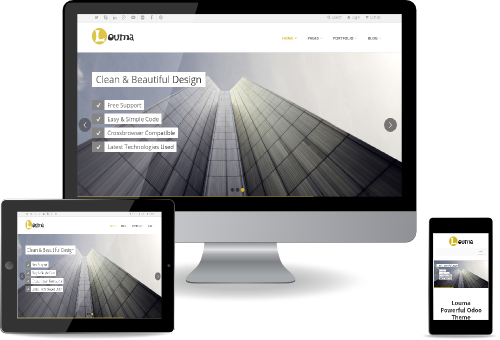 Louma
HOME
PAGES
PORTFOLIO
BLOG
Clean & Beautiful Design
Free Support
Easy & Simple Code
Crossbrowser Compatible
Latest Technologies Used
Louma
Clean & Beautiful Design
Louma
Louma
Powerful Odoo
Theme